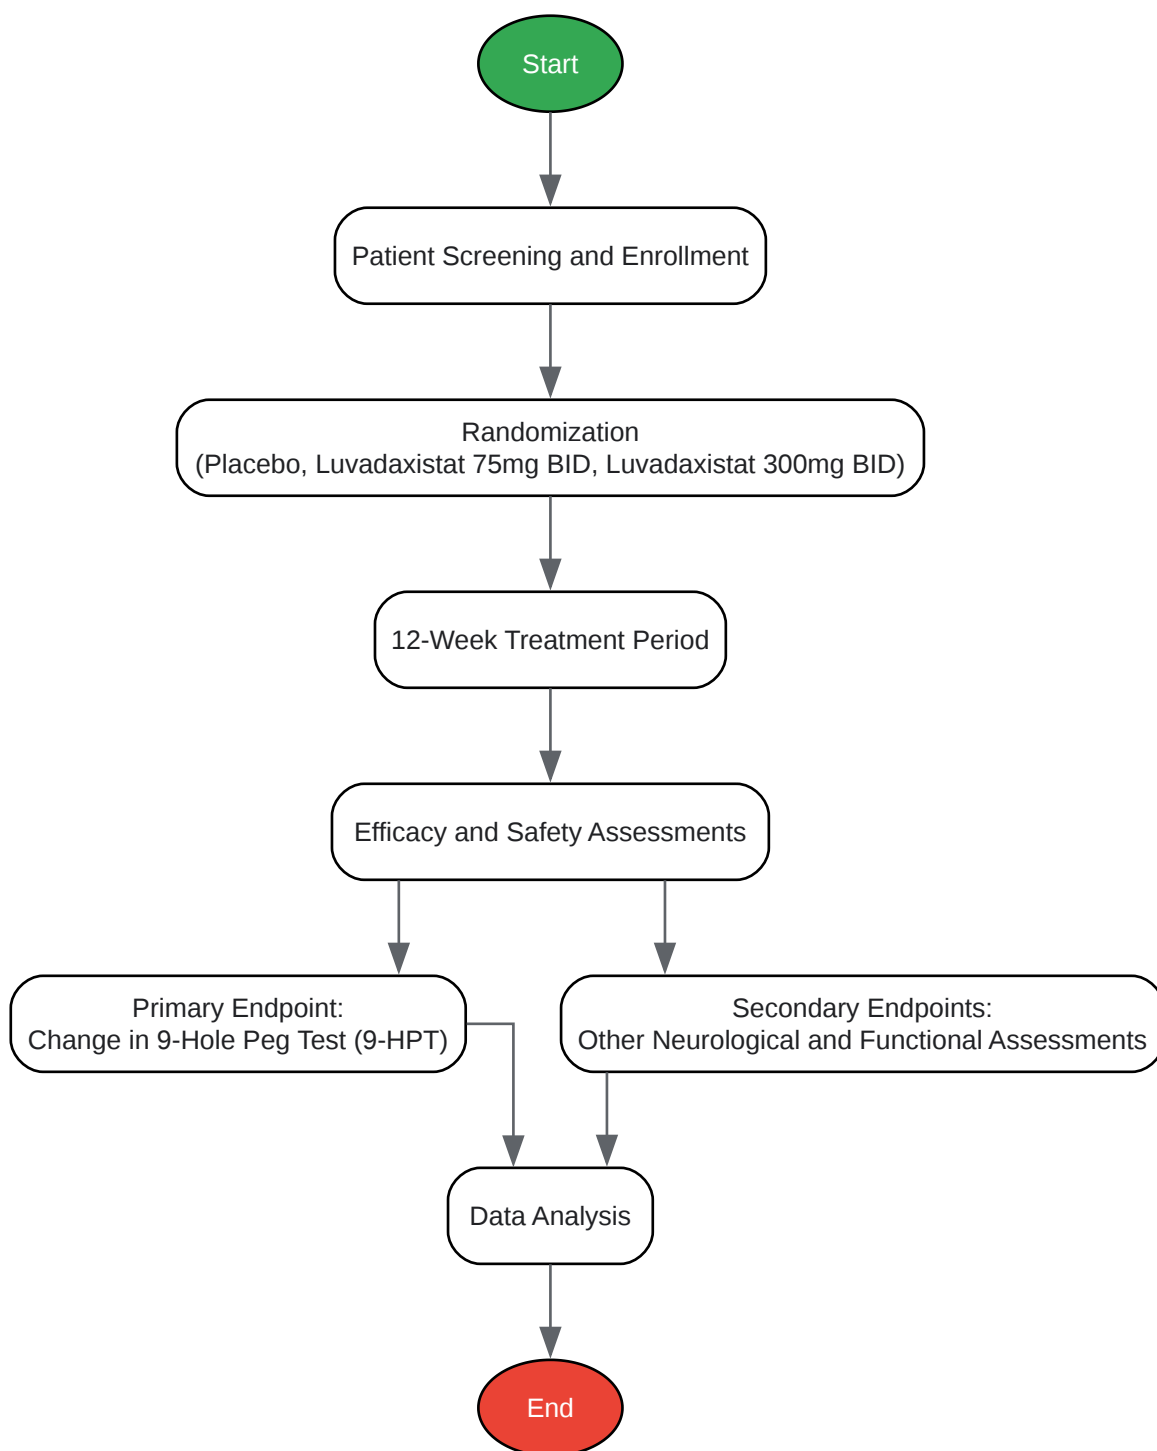 Start
Patient Screening and Enrollment
Randomization
(Placebo, Luvadaxistat 75mg BID, Luvadaxistat 300mg BID)
12-Week Treatment Period
Efficacy and Safety Assessments
Primary Endpoint:
Change in 9-Hole Peg Test (9-HPT)
Secondary Endpoints:
Other Neurological and Functional Assessments
Data Analysis
End